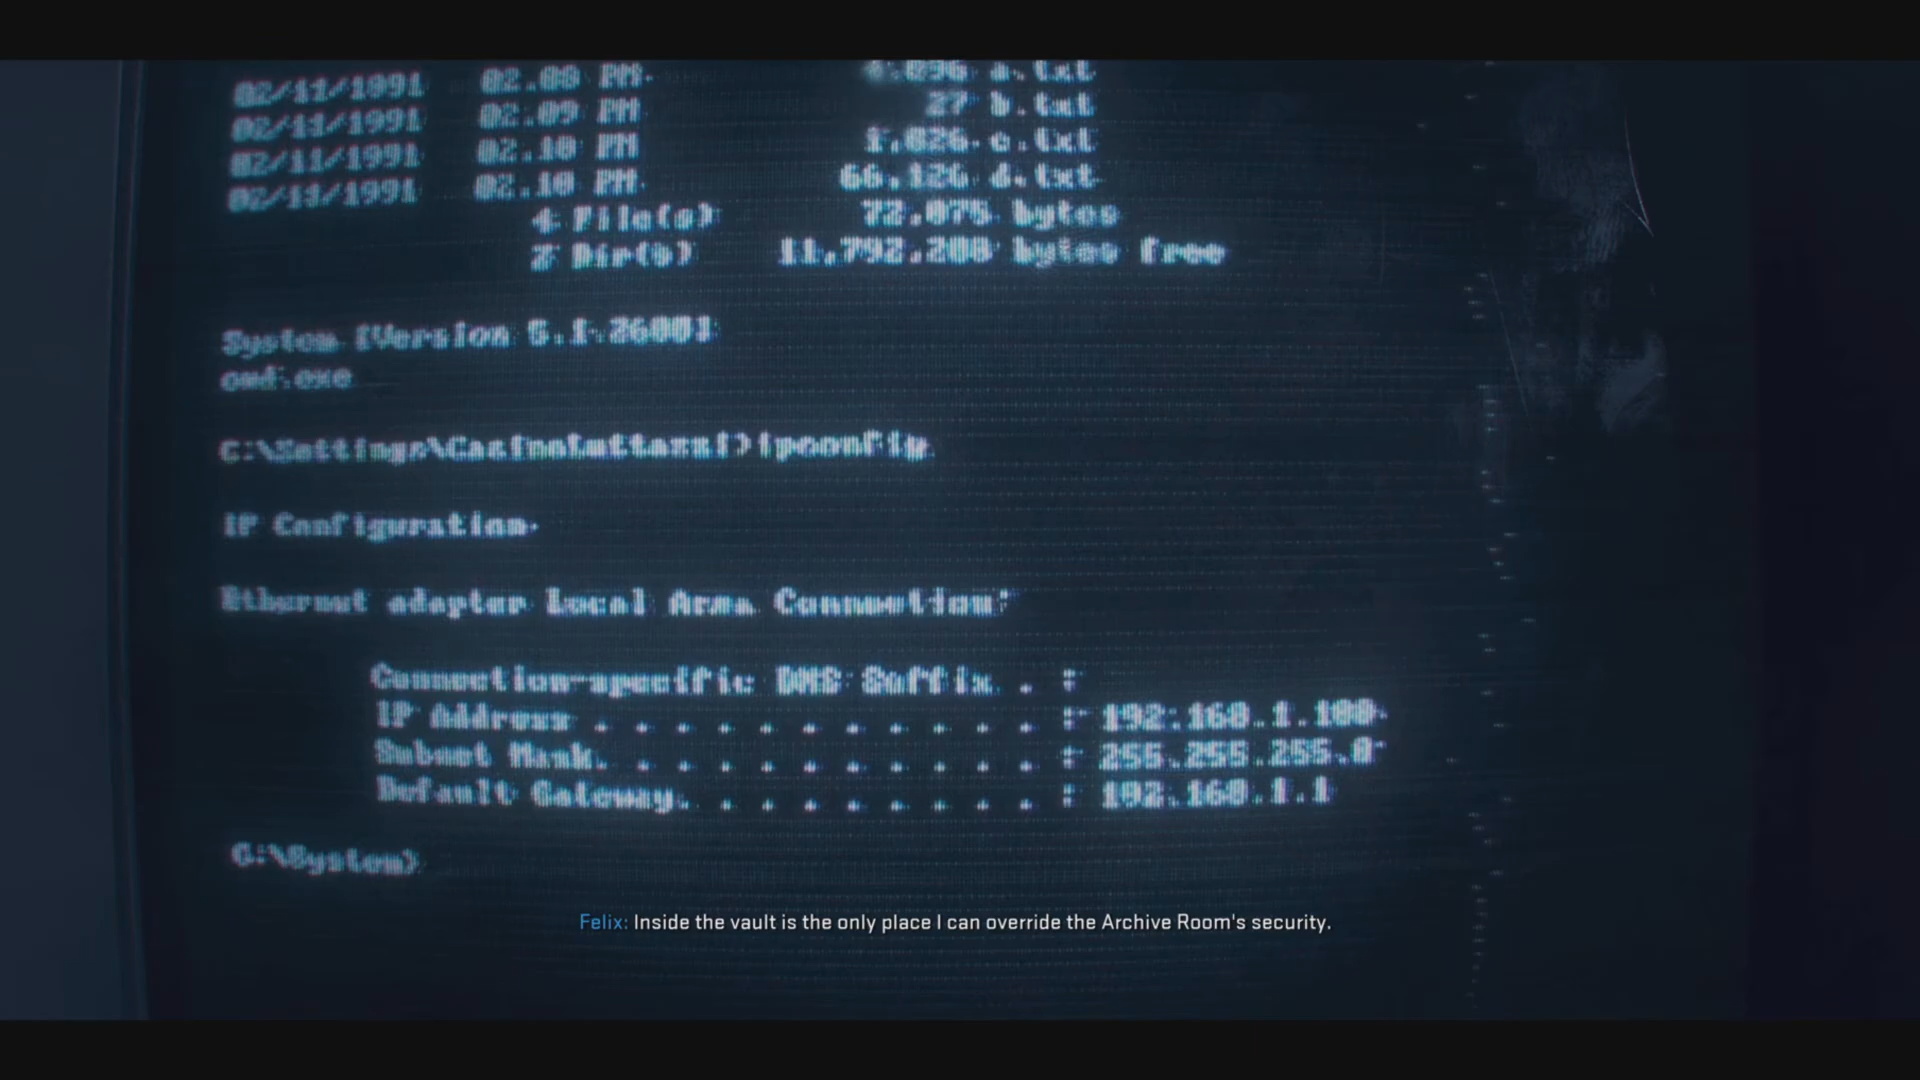 02/11/1991 02.08 PM 4.096 a.txt
02/11/1991 02.09 PM 27 b.txt
02/11/1991 02.10 PM 1,826 c.txt
02/11/1991 02.10 PM 66,126 d.txt
4 File(s) 72,075 bytes
2 Dir(s) 11,792,208 bytes free
System [Version 5.1.2600]
cmd.exe
C:\Settings\ ipconfig
IP Configuration
Ethernet adapter Local Area Connection:
Connection-specific DNS Suffix . :
IP Address . . . . . . . . . . . : 192.168.1.100
Subnet Mask. . . . . . . . . . . : 255.255.255.0
Default Gateway. . . . . . . . . : 192.168.1.1
C:\System>
Felix: Inside the vault is the only place I can override the Archive Room's security.